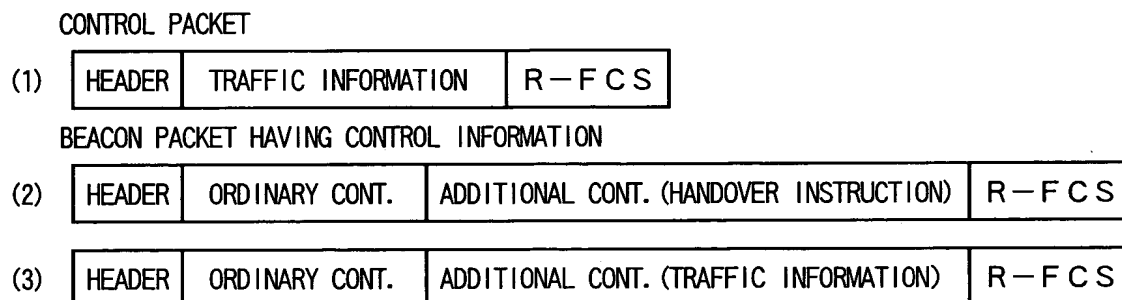 CONTROL PACKET
(1) HEADER TRAFFIC INFORMATION R-FCS
BEACON PACKET HAVING CONTROL INFORMATION
(2) HEADER ORDINARY CONT. ADDITIONAL CONT. (HANDOVER INSTRUCTION) R-FCS
(3) HEADER ORDINARY CONT. ADDITIONAL CONT. (TRAFFIC INFORMATION) R-FCS